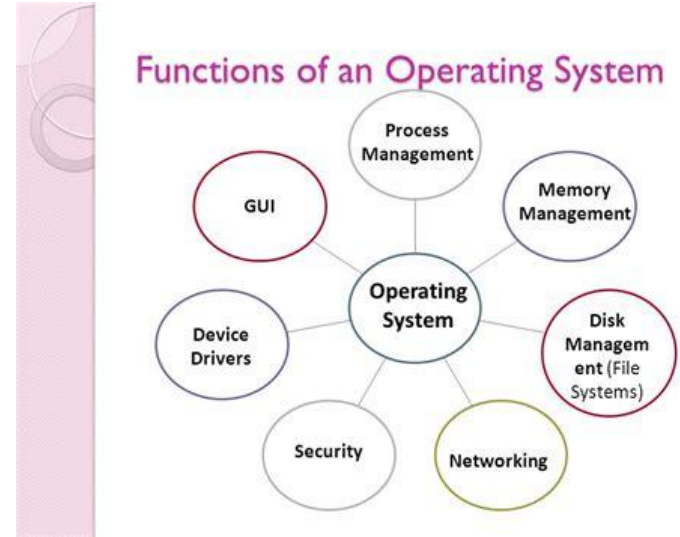 Functions of an Operating System
Process
Management
Memory
Management
GUI
Operating
System
Disk
Managem
ent (File
Systems)
Device
Drivers
Security
Networking